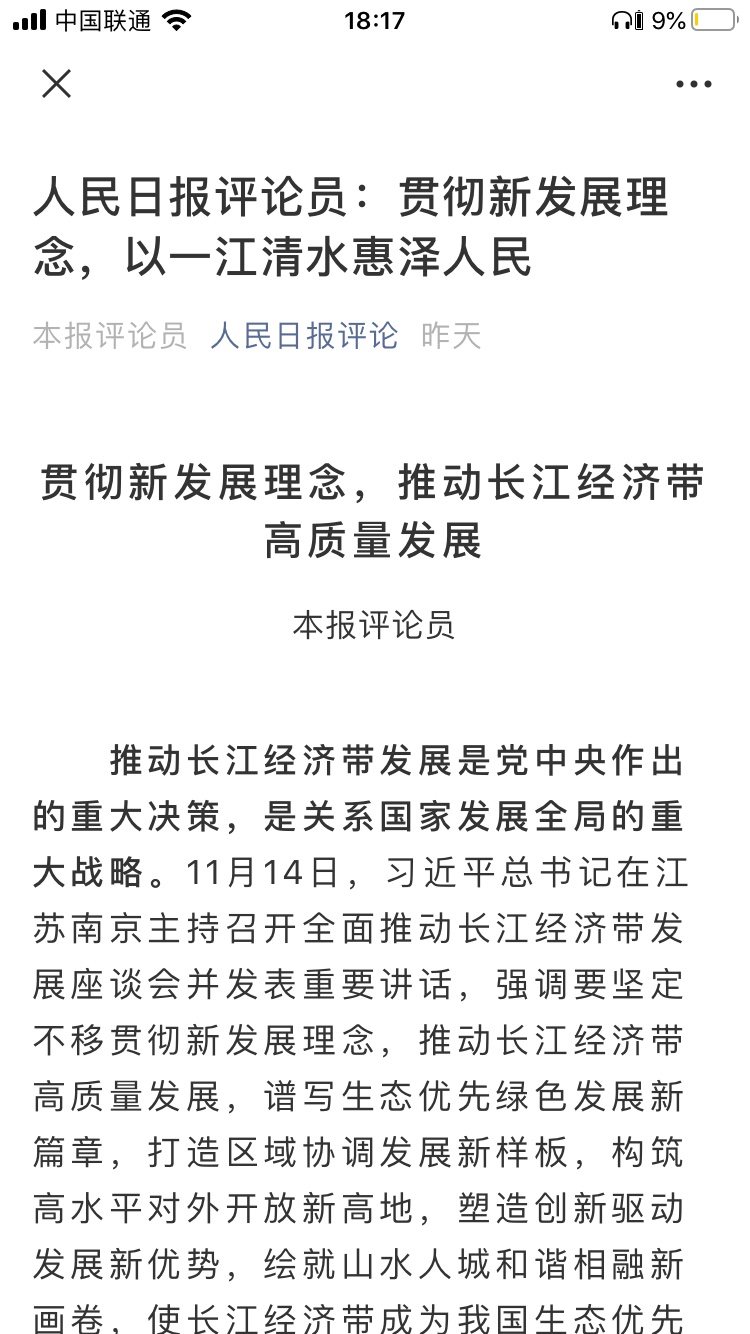 中国联通 18:17 9%
人民日报评论员：贯彻新发展理
念，以一江清水惠泽人民
本报评论员 人民日报评论 昨天
贯彻新发展理念，推动长江经济带
高质量发展
本报评论员
推动长江经济带发展是党中央作出
的重大决策，是关系国家发展全局的重
大战略。11月14日，习近平总书记在江
苏南京主持召开全面推动长江经济带发
展座谈会并发表重要讲话，强调要坚定
不移贯彻新发展理念，推动长江经济带
高质量发展，谱写生态优先绿色发展新
篇章，打造区域协调发展新样板，构筑
高水平对外开放新高地，塑造创新驱动
发展新优势，绘就山水人城和谐相融新
画卷，使长江经济带成为我国生态优先